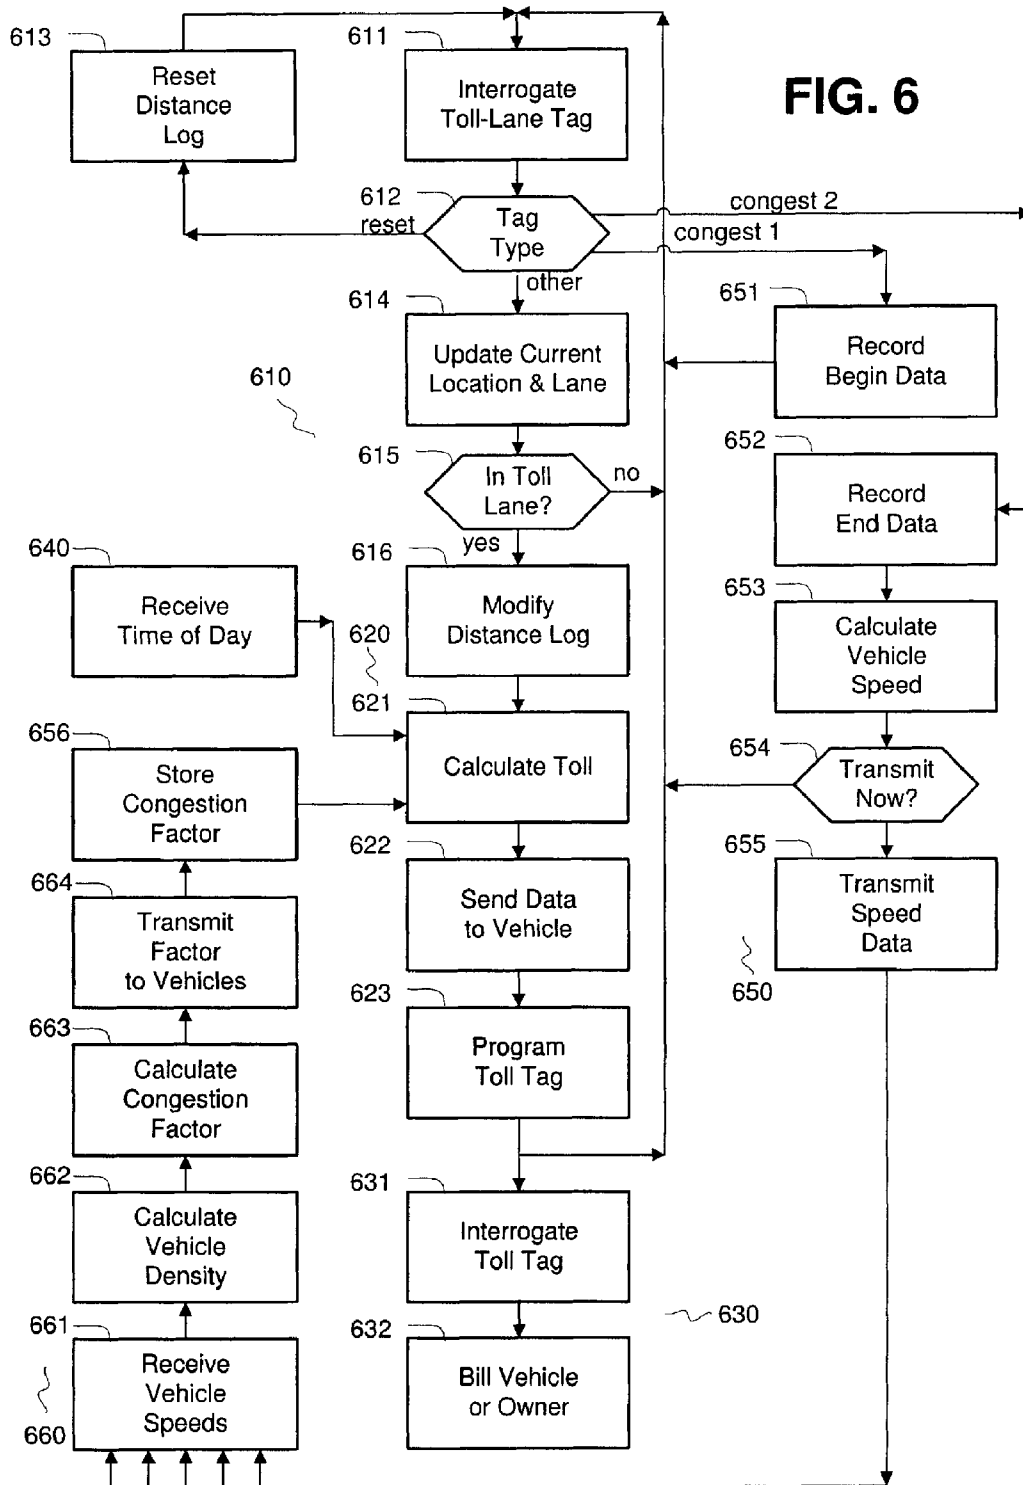 FIG. 6
613
Reset
Distance
Log
611
Interrogate
Toll-Lane Tag
612
Tag
Type
reset
congest 2
congest 1
other
614
Update Current
Location & Lane
610
615
In Toll
Lane?
no
yes
616
Modify
Distance Log
620
640
Receive
Time of Day
621
Calculate Toll
656
Store
Congestion
Factor
622
Send Data
to Vehicle
664
Transmit
Factor
to Vehicles
623
Program
Toll Tag
663
Calculate
Congestion
Factor
662
Calculate
Vehicle
Density
631
Interrogate
Toll Tag
630
661
Receive
Vehicle
Speeds
660
632
Bill Vehicle
or Owner
651
Record
Begin Data
652
Record
End Data
653
Calculate
Vehicle
Speed
654
Transmit
Now?
655
Transmit
Speed
Data
650